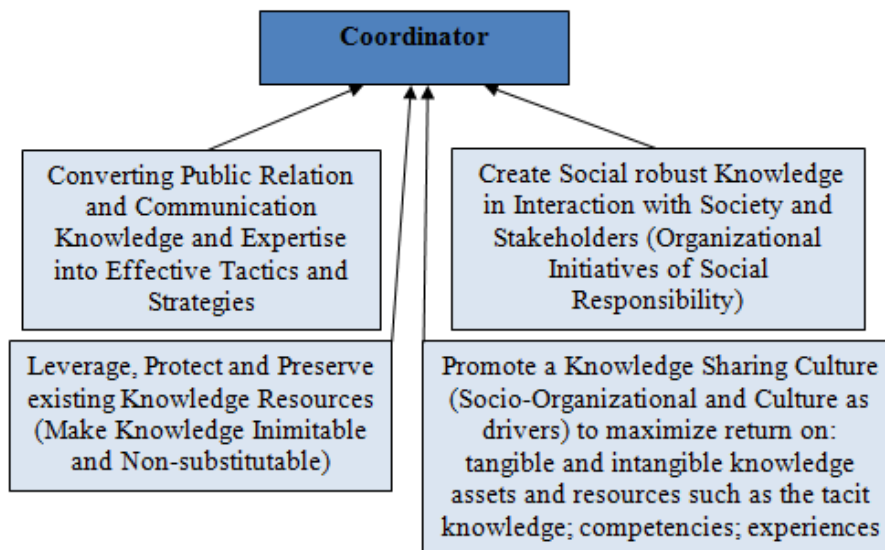 Coordinator
Converting Public Relation
and Communication
Knowledge and Expertise
into Effective Tactics and
Strategies
Create Social robust Knowledge
in Interaction with Society and
Stakeholders (Organizational
Initiatives of Social
Responsibility)
Leverage, Protect and Preserve
existing Knowledge Resources
(Make Knowledge Inimitable
and Non-substitutable)
Promote a Knowledge Sharing Culture
(Socio-Organizational and Culture as
drivers) to maximize return on:
tangible and intangible knowledge
assets and resources such as the tacit
knowledge; competencies; experiences